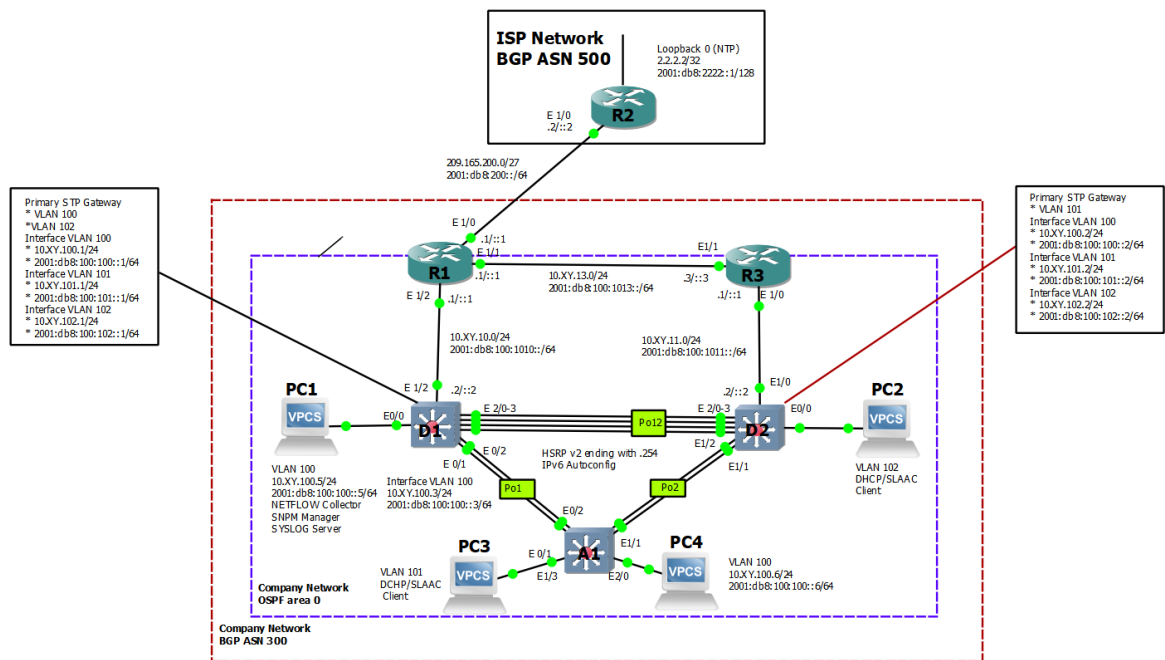 ISP Network
BGP ASN 500
Loopback 0 (NTP)
2.2.2.2/32
2001:db8:2222::1/128
R2
E 1/0
.2/::2
209.165.200.0/27
2001:db8:200::/64
Primary STP Gateway
* VLAN 100
*VLAN 102
Interface VLAN 100
* 10.XY.100.1/24
* 2001:db8:100:100::1/64
Interface VLAN 101
* 10.XY.101.1/24
* 2001:db8:100:101::1/64
Interface VLAN 102
* 10.XY.102.1/24
* 2001:db8:100:102::1/64
Primary STP Gateway
* VLAN 101
Interface VLAN 100
* 10.XY.100.2/24
* 2001:db8:100:100::2/64
Interface VLAN 101
* 10.XY.101.2/24
* 2001:db8:100:101::2/64
Interface VLAN 102
* 10.XY.102.2/24
* 2001:db8:100:102::2/64
E 1/0
.1/::1
E 1/1
R1
.1/::1
E 1/2
.1/::1
10.XY.13.0/24
2001:db8:100:1013::/64
E1/1
.3/::3
R3
.1/::1
E 1/0
10.XY.10.0/24
2001:db8:100:1010::/64
10.XY.11.0/24
2001:db8:100:1011::/64
PC1
VPCS
E0/0
E 1/2
.2/::2
D1
E 2/0-3
Po12
E 2/0-3
.2/::2
E1/0
D2
E0/0
PC2
VPCS
E 0/2
E 0/1
E1/2
E1/1
HSRP v2 ending with .254
IPv6 Autoconfig
VLAN 100
10.XY.100.5/24
2001:db8:100:100::5/64
NETFLOW Collector
SNPM Manager
SYSLOG Server
Interface VLAN 100
10.XY.100.3/24
2001:db8:100:100::3/64
VLAN 102
DHCP/SLAAC
Client
Po1
Po2
E0/2
E 0/1
E1/1
A1
E1/3
E2/0
PC3
VPCS
VLAN 101
DCHP/SLAAC
Client
PC4
VPCS
VLAN 100
10.XY.100.6/24
2001:db8:100:100::6/64
Company Network
OSPF area 0
Company Network
BGP ASN 300